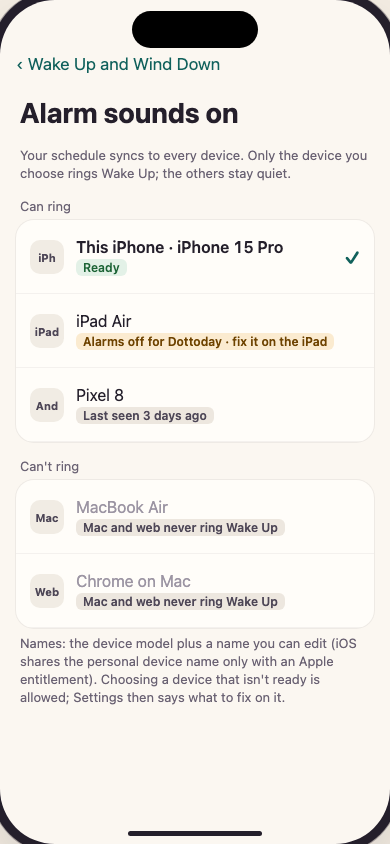 ‹ Wake Up and Wind Down
Alarm sounds on
Your schedule syncs to every device. Only the device you
choose rings Wake Up; the others stay quiet.
Can ring
iPh
This iPhone · iPhone 15 Pro
Ready
iPad
iPad Air
Alarms off for Dottoday · fix it on the iPad
And
Pixel 8
Last seen 3 days ago
Can't ring
Mac
MacBook Air
Mac and web never ring Wake Up
Web
Chrome on Mac
Mac and web never ring Wake Up
Names: the device model plus a name you can edit (iOS
shares the personal device name only with an Apple
entitlement). Choosing a device that isn't ready is
allowed; Settings then says what to fix on it.